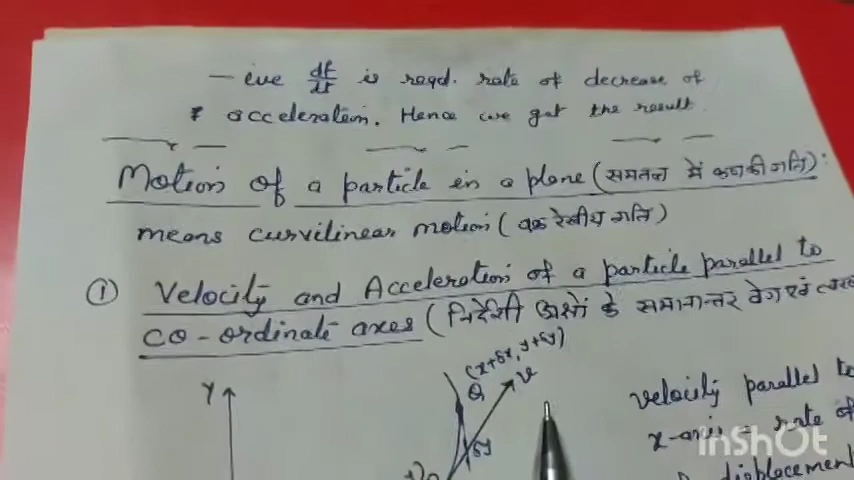 -eve df/dt is reqd. rate of decrease of
acceleration. Hence we get the result
Motion of a particle in a plane (समतल में कण की गति):
means curvilinear motion (वक्र रेखीय गति)
① Velocity and Acceleration of a particle parallel to
co-ordinate axes (निर्देशी अक्षों के समानान्तर वेग एवं
(x+δx, y+δy)
Y
Q
v
δy
velocity parallel to
x-axis = rate of
displacement
InShOt